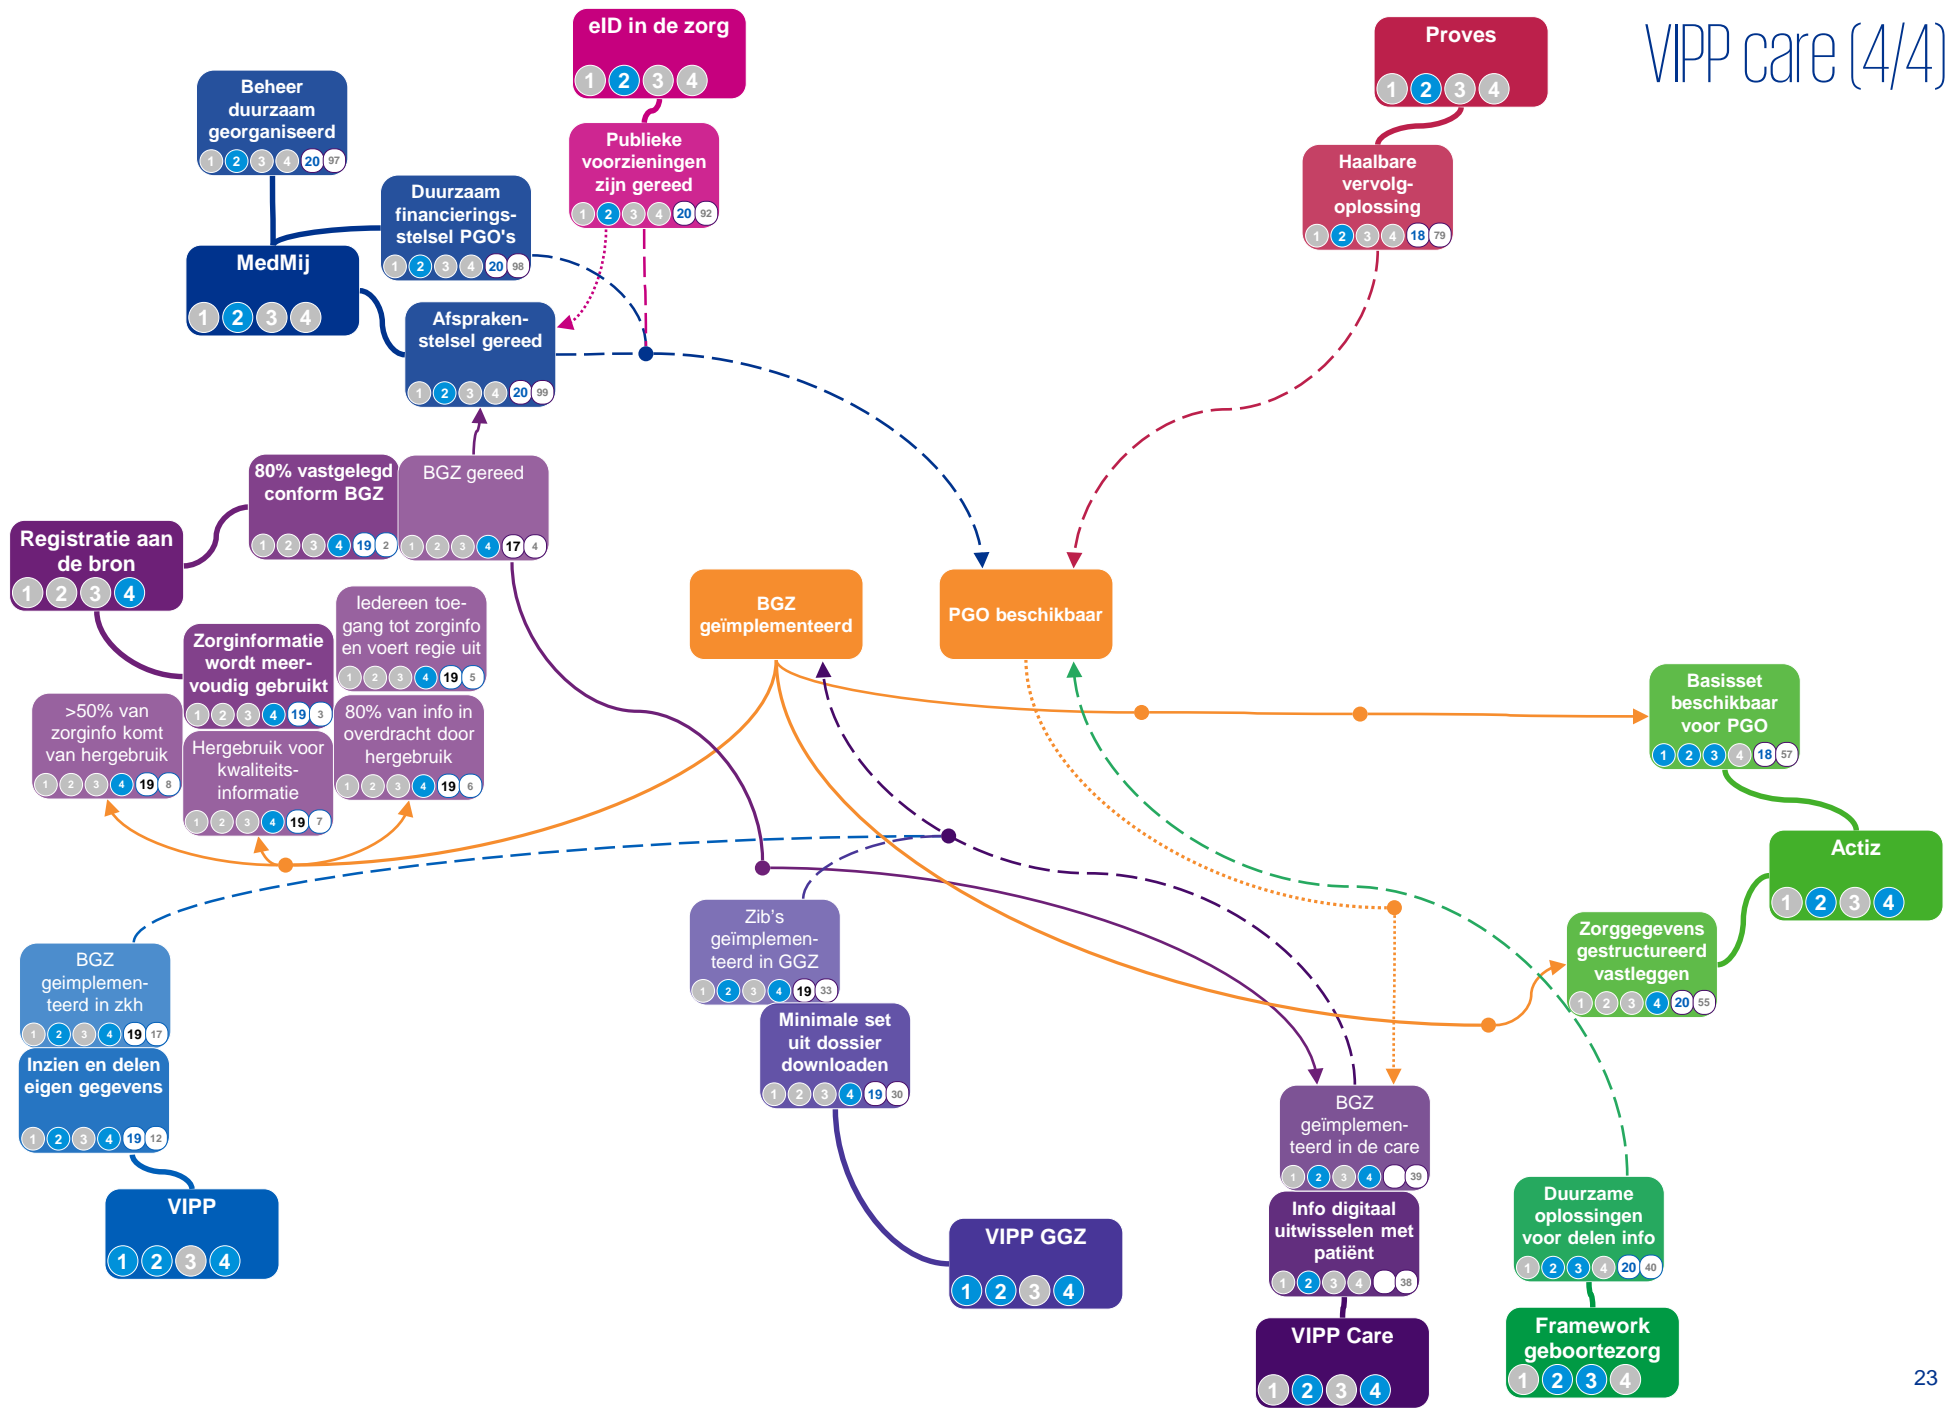 VIPP care (4/4)
eID in de zorg
1 2 3 4
Proves
1 2 3 4
Beheer
duurzaam
georganiseerd
1 2 3 4 20 97
Publieke
voorzieningen
zijn gereed
1 2 3 4 20 92
Haalbare
vervolg-
oplossing
1 2 3 4 18 79
Duurzaam
financierings-
stelsel PGO's
1 2 3 4 20 98
MedMij
1 2 3 4
Afspraken-
stelsel gereed
1 2 3 4 20 99
80% vastgelegd
conform BGZ
1 2 3 4 19 2
BGZ gereed
1 2 3 4 17 4
Registratie aan
de bron
1 2 3 4
Iedereen toe-
gang tot zorginfo
en voert regie uit
1 2 3 4 19 5
BGZ
geïmplementeerd
PGO beschikbaar
Zorginformatie
wordt meer-
voudig gebruikt
1 2 3 4 19 3
>50% van
zorginfo komt
van hergebruik
1 2 3 4 19 8
80% van info in
overdracht door
hergebruik
1 2 3 4 19 6
Hergebruik voor
kwaliteits-
informatie
1 2 3 4 19 7
Basisset
beschikbaar
voor PGO
1 2 3 4 18 57
Actiz
1 2 3 4
Zorggegevens
gestructureerd
vastleggen
1 2 3 4 20 55
Zib's
geïmplemen-
teerd in GGZ
1 2 3 4 19 33
BGZ
geimplemen-
teerd in zkh
1 2 3 4 19 17
Minimale set
uit dossier
downloaden
1 2 3 4 19 30
Inzien en delen
eigen gegevens
1 2 3 4 19 12
BGZ
geïmplemen-
teerd in de care
1 2 3 4 39
Info digitaal
uitwisselen met
patiënt
1 2 3 4 38
Duurzame
oplossingen
voor delen info
1 2 3 4 20 40
VIPP
1 2 3 4
VIPP GGZ
1 2 3 4
VIPP Care
1 2 3 4
Framework
geboortezorg
1 2 3 4
23